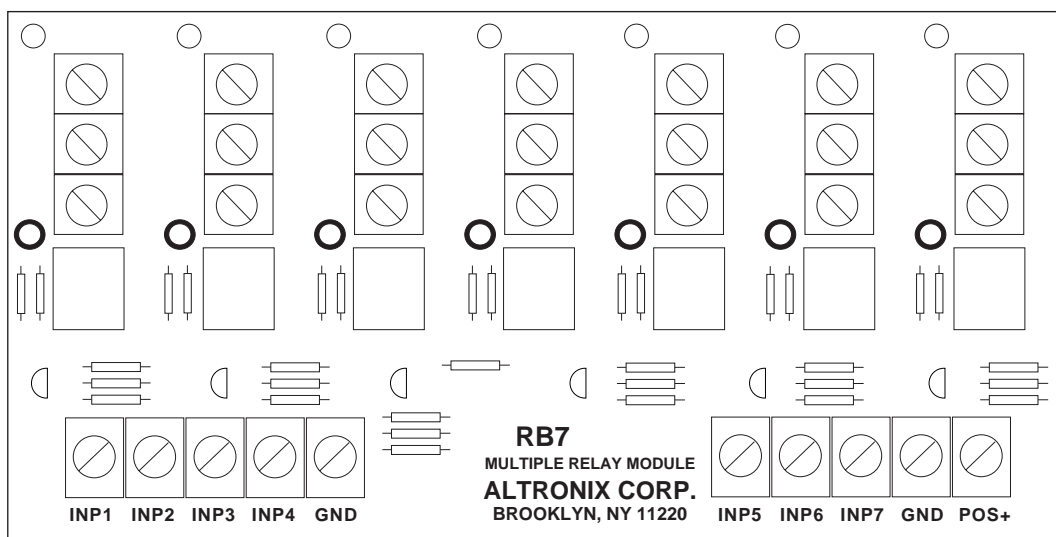 RB7
MULTIPLE RELAY MODULE
ALTRONIX CORP.
BROOKLYN, NY 11220
INP1 INP2 INP3 INP4 GND
INP5 INP6 INP7 GND POS+